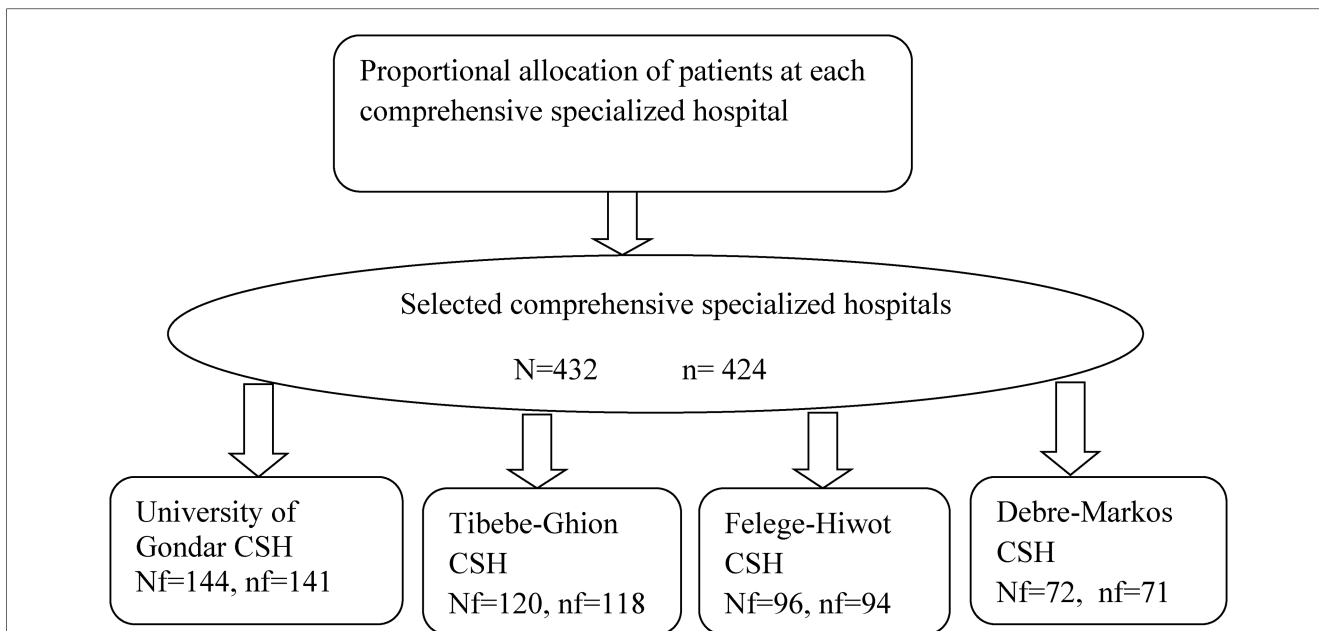 Proportional allocation of patients at each
comprehensive specialized hospital
Selected comprehensive specialized hospitals
N=432 n= 424
University of
Gondar CSH
Nf=144, nf=141
Tibebe-Ghion
CSH
Nf=120, nf=118
Felege-Hiwot
CSH
Nf=96, nf=94
Debre-Markos
CSH
Nf=72, nf=71